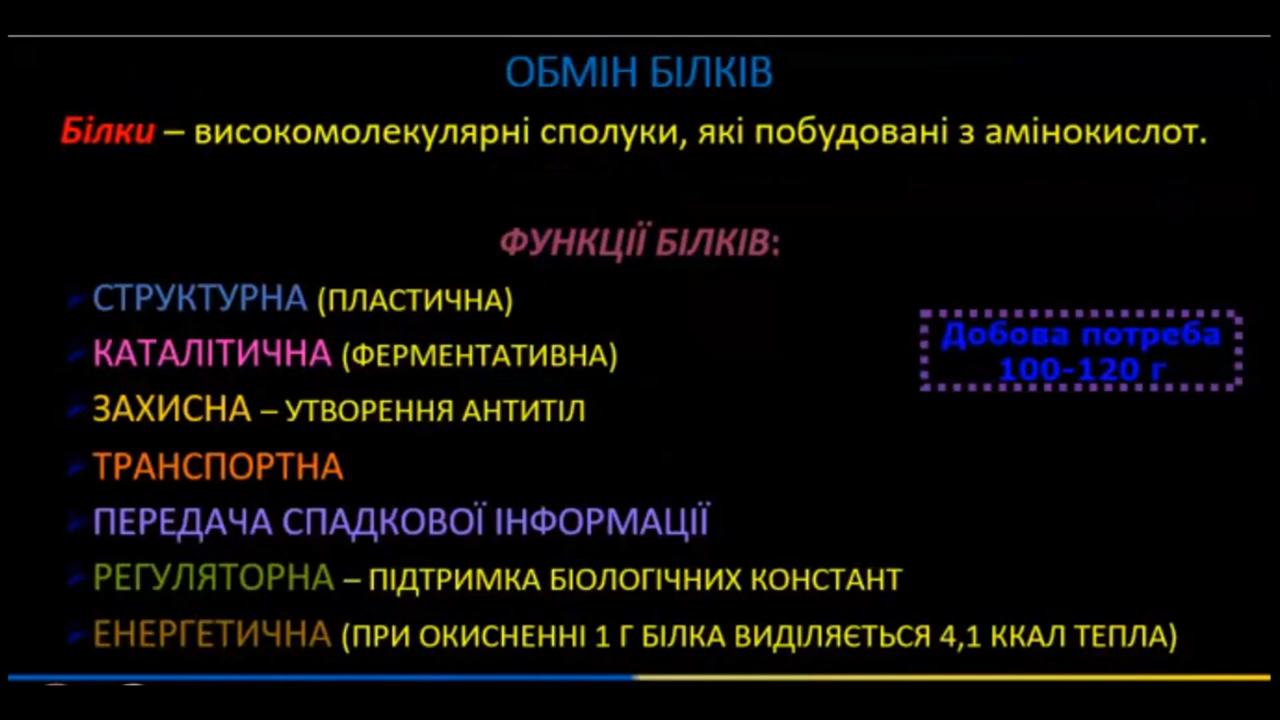 ОБМІН БІЛКІВ
Білки – високомолекулярні сполуки, які побудовані з амінокислот.
ФУНКЦІЇ БІЛКІВ:
СТРУКТУРНА (ПЛАСТИЧНА)
КАТАЛІТИЧНА (ФЕРМЕНТАТИВНА)
ЗАХИСНА – УТВОРЕННЯ АНТИТІЛ
ТРАНСПОРТНА
ПЕРЕДАЧА СПАДКОВОЇ ІНФОРМАЦІЇ
РЕГУЛЯТОРНА – ПІДТРИМКА БІОЛОГІЧНИХ КОНСТАНТ
ЕНЕРГЕТИЧНА (ПРИ ОКИСНЕННІ 1 Г БІЛКА ВИДІЛЯЄТЬСЯ 4,1 ККАЛ ТЕПЛА)
Добова потреба
100-120 г